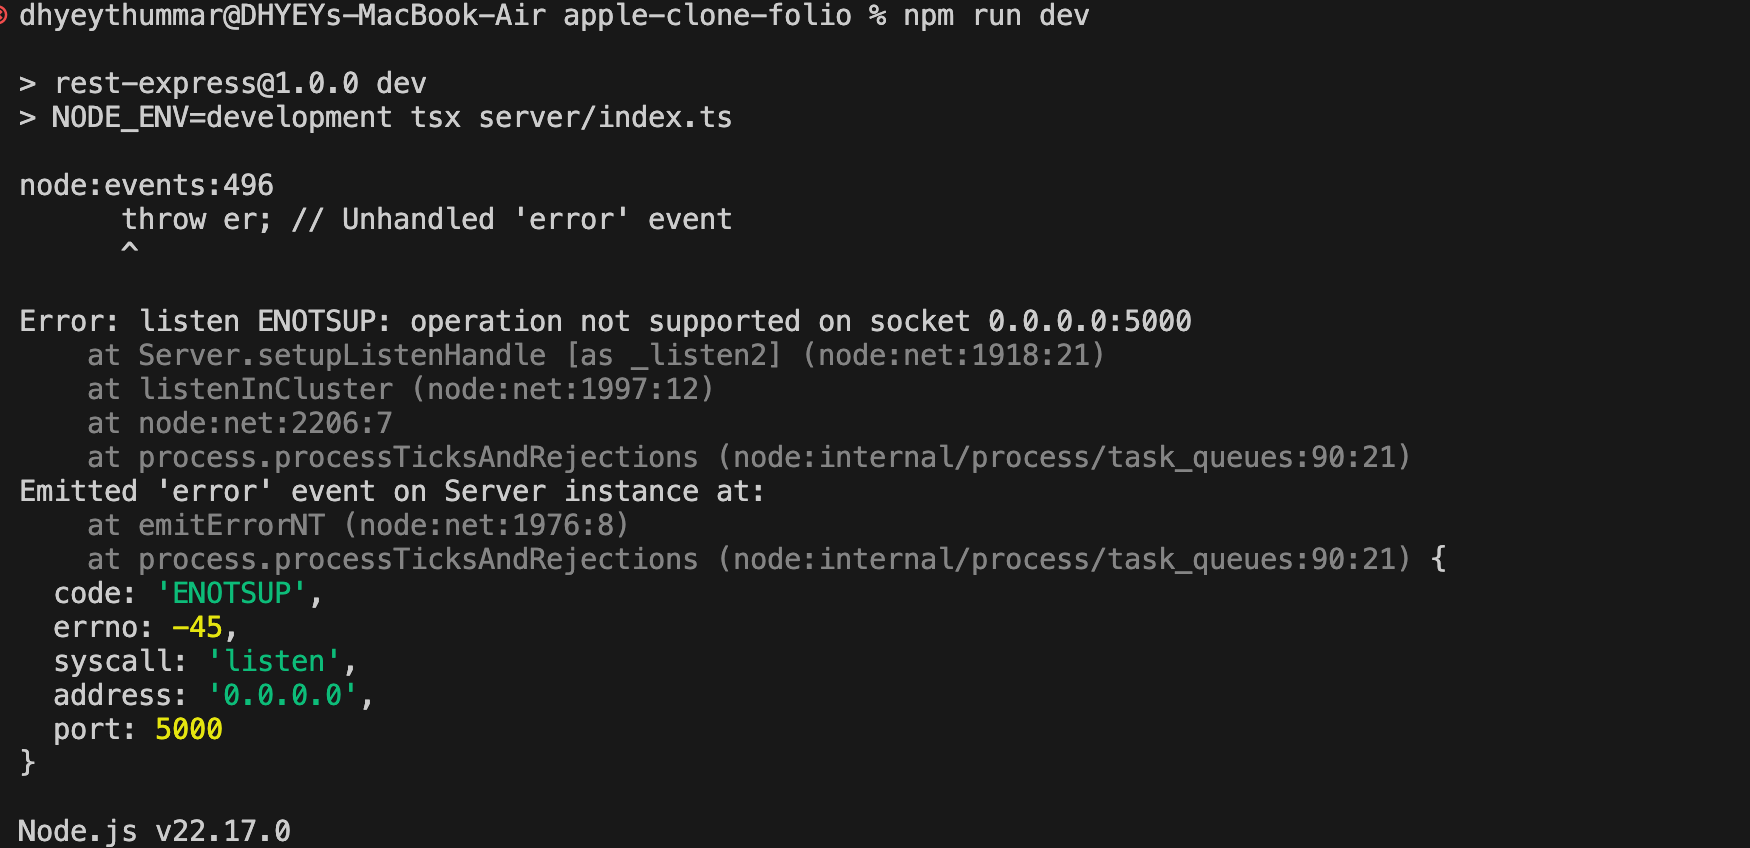 dhyeythummar@DHYEYs-MacBook-Air apple-clone-folio % npm run dev
> rest-express@1.0.0 dev
> NODE_ENV=development tsx server/index.ts
node:events:496
      throw er; // Unhandled 'error' event
      ^
Error: listen ENOTSUP: operation not supported on socket 0.0.0.0:5000
    at Server.setupListenHandle [as _listen2] (node:net:1918:21)
    at listenInCluster (node:net:1997:12)
    at node:net:2206:7
    at process.processTicksAndRejections (node:internal/process/task_queues:90:21)
Emitted 'error' event on Server instance at:
    at emitErrorNT (node:net:1976:8)
    at process.processTicksAndRejections (node:internal/process/task_queues:90:21) {
  code: 'ENOTSUP',
  errno: -45,
  syscall: 'listen',
  address: '0.0.0.0',
  port: 5000
}
Node.js v22.17.0